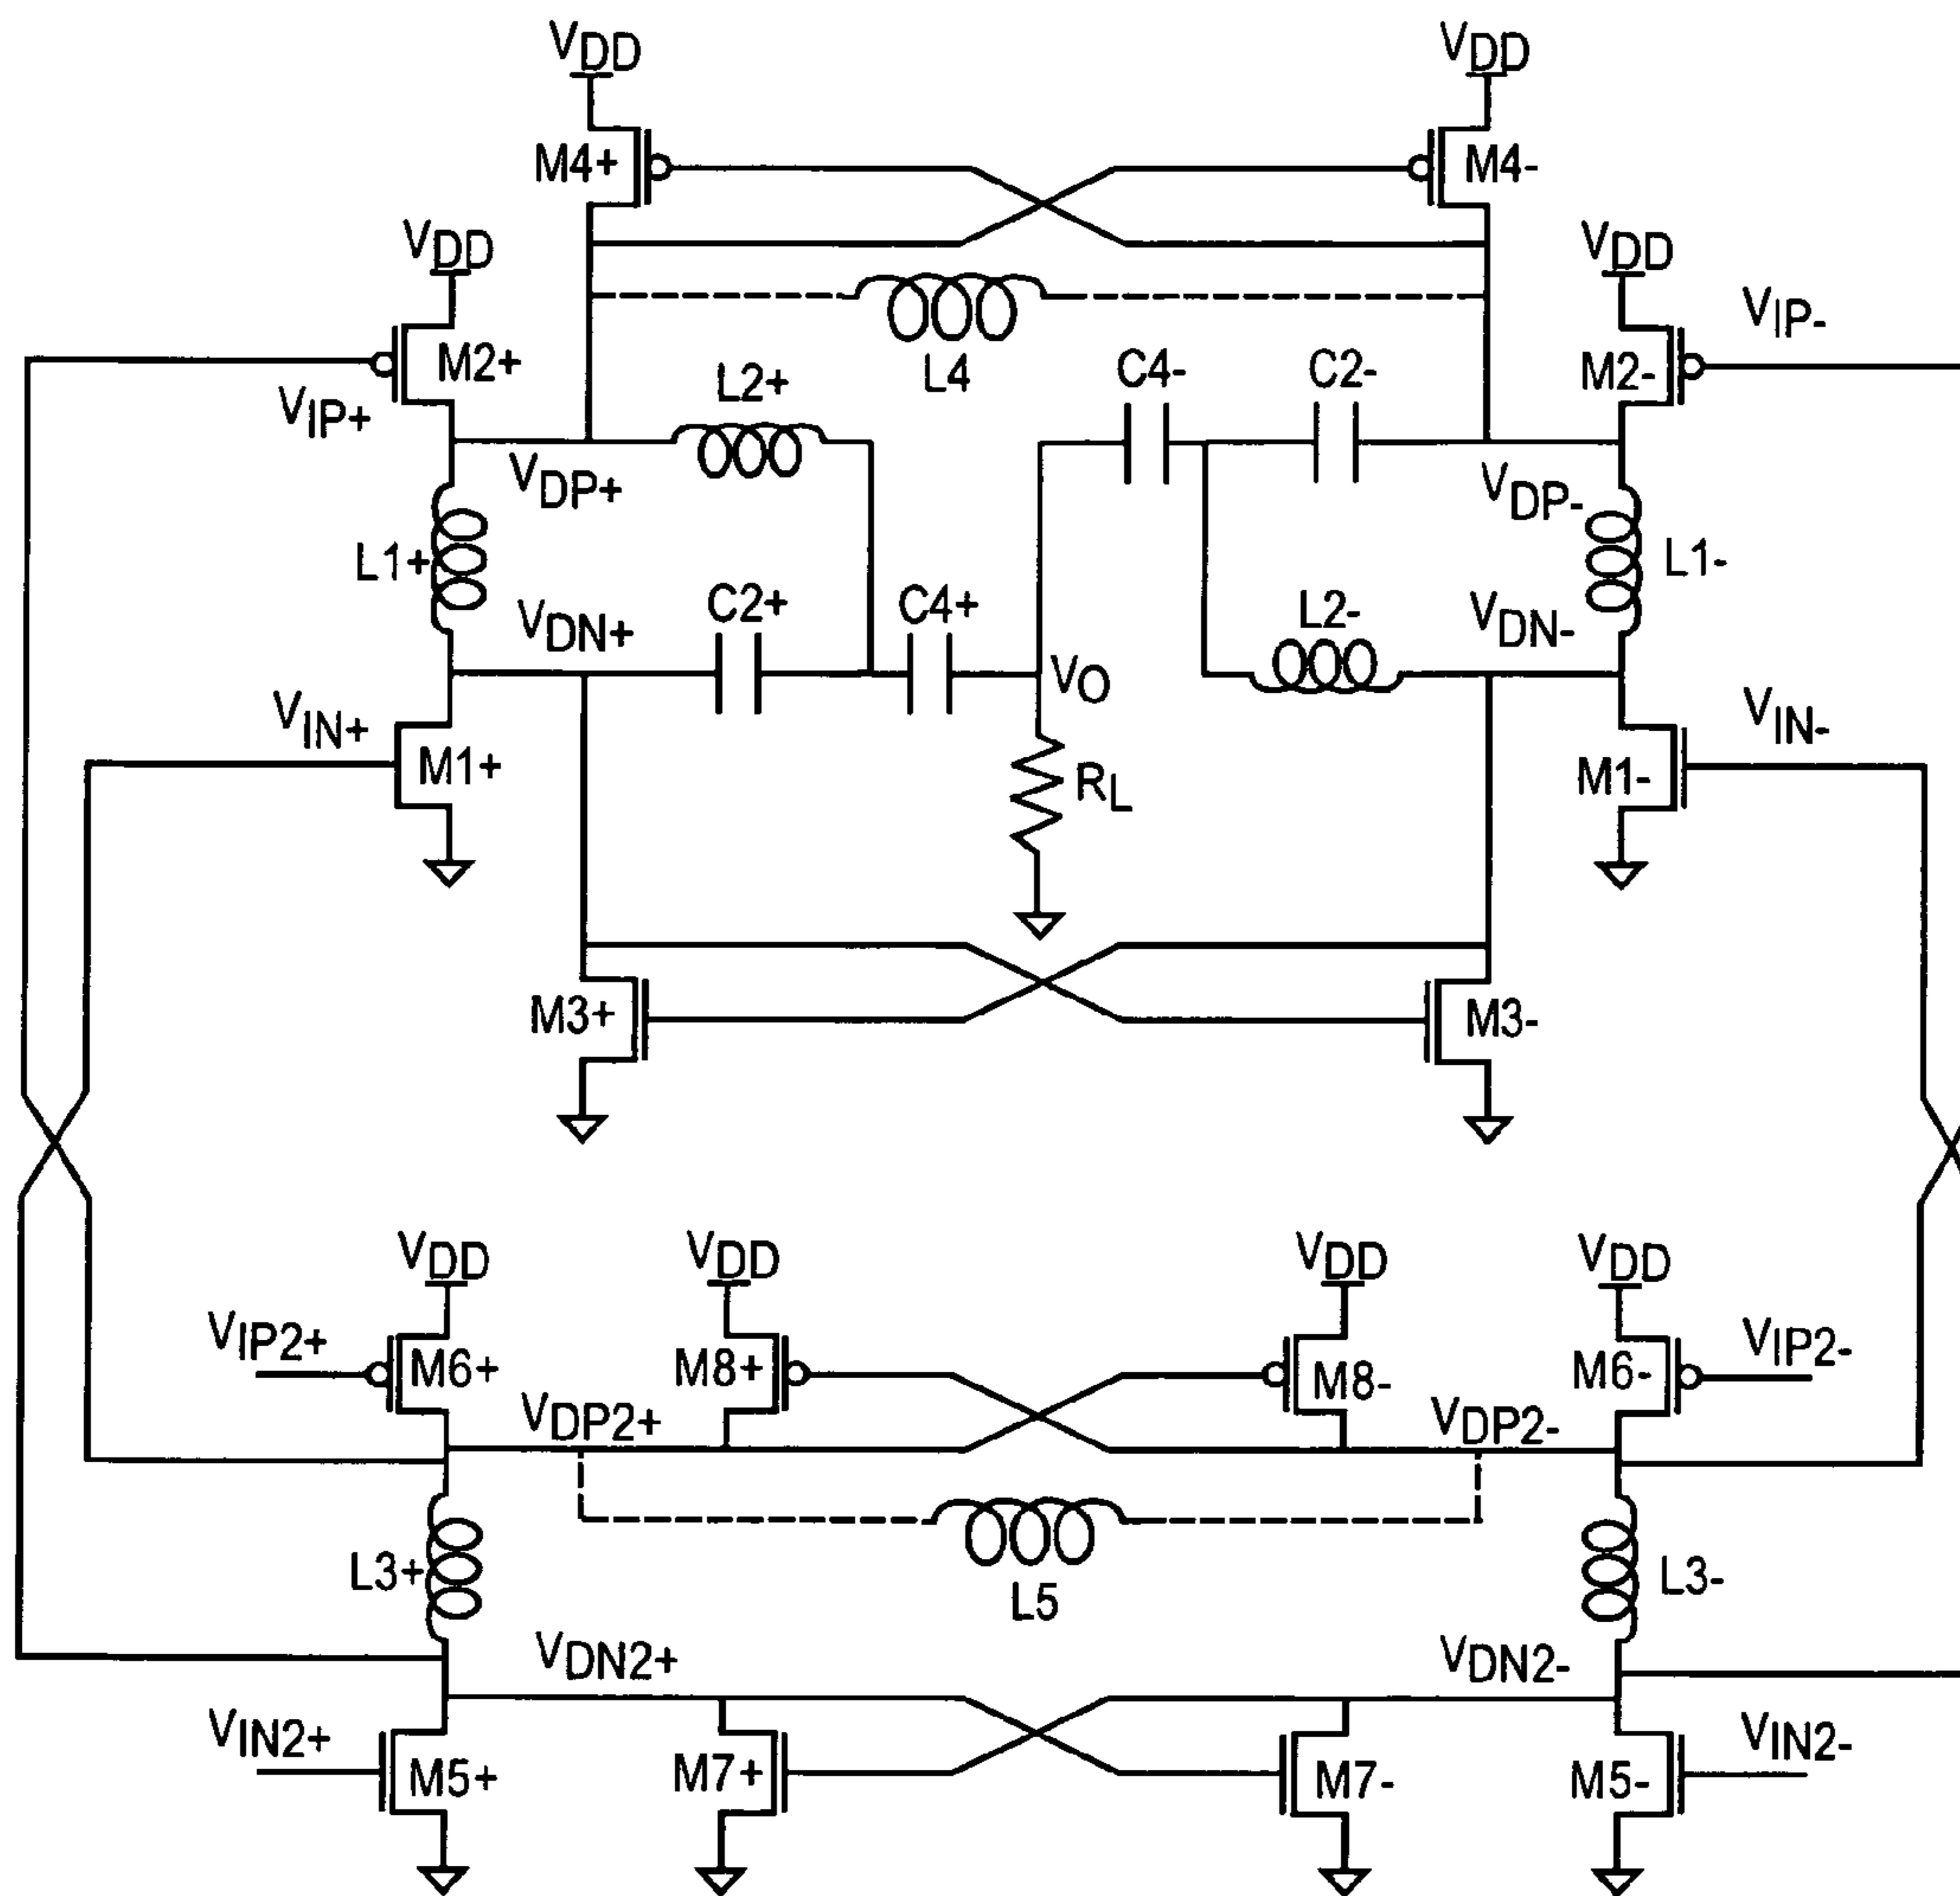 VDD VDD
M4+ M4-
VDD VDD
VIP-
M2+ L2+ L4 C4- C2- M2-
VIP+
VDP+ VDP-
L1+ L1-
VDN+ C2+ C4+ L2- VDN-
VIN+ VO VIN-
M1+ RL M1-
M3+ M3-
VDD VDD VDD VDD
VIP2+ M6+ M8+ M8- M6- VIP2-
VDP2+ VDP2-
L3+ L5 L3-
VDN2+ VDN2-
VIN2+ M5+ M7+ M7- M5- VIN2-